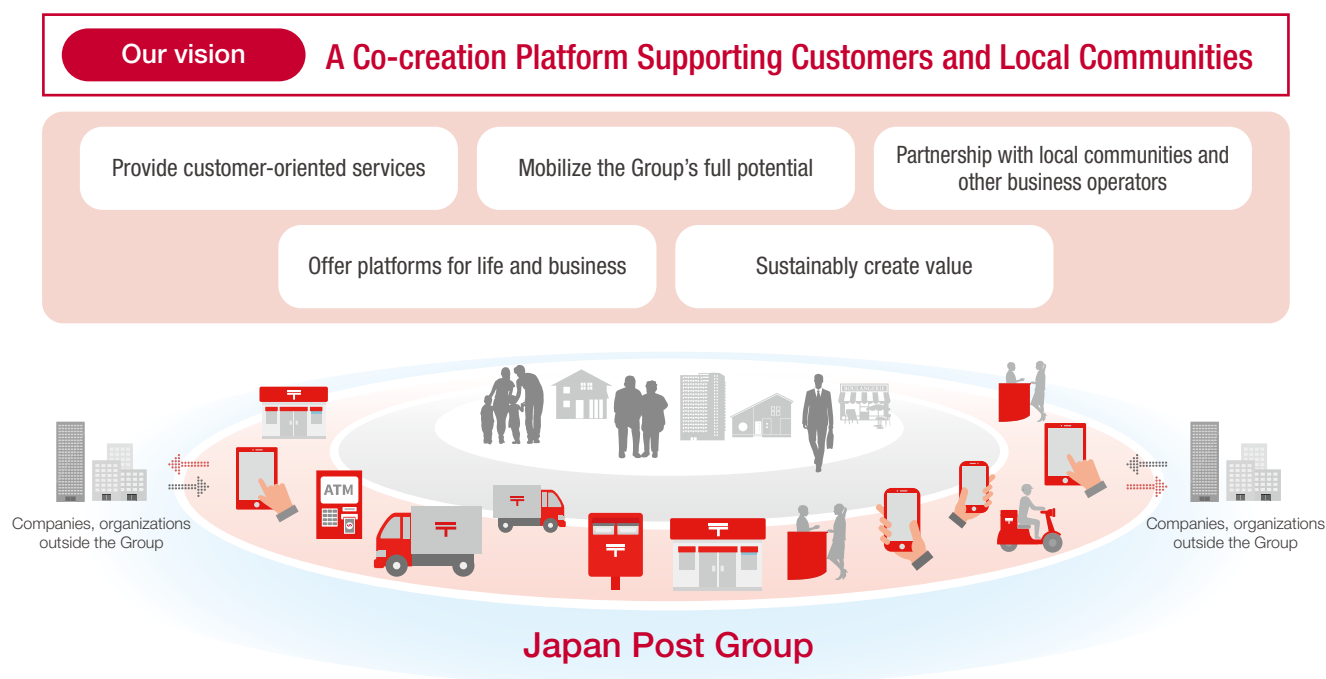 Our vision
A Co-creation Platform Supporting Customers and Local Communities
Provide customer-oriented services
Mobilize the Group's full potential
Partnership with local communities and
other business operators
Offer platforms for life and business
Sustainably create value
ATM
Companies, organizations
outside the Group
Companies, organizations
outside the Group
Japan Post Group